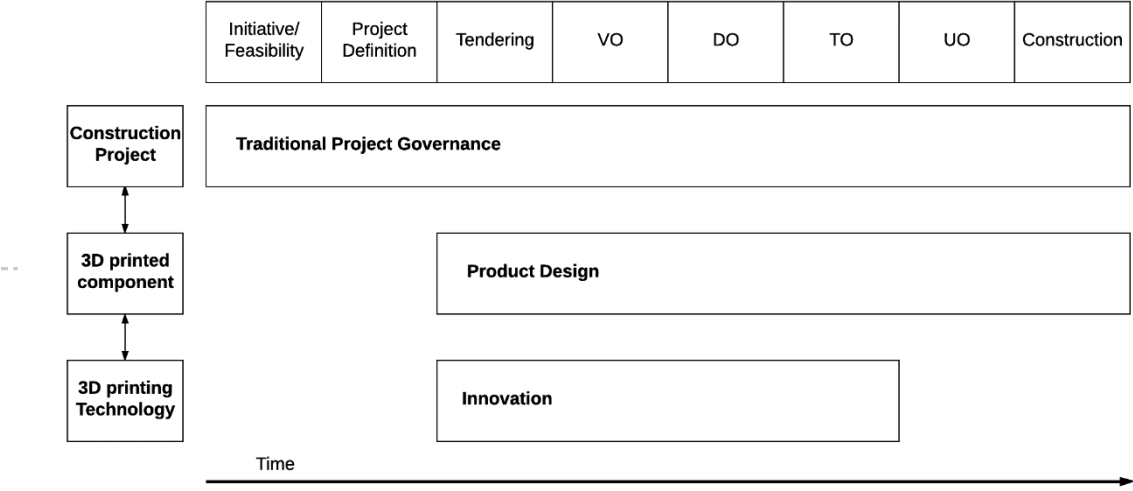 Initiative/
Feasibility
Project
Definition
Tendering
VO
DO
TO
UO
Construction
Construction
Project
Traditional Project Governance
3D printed
component
Product Design
3D printing
Technology
Innovation
Time